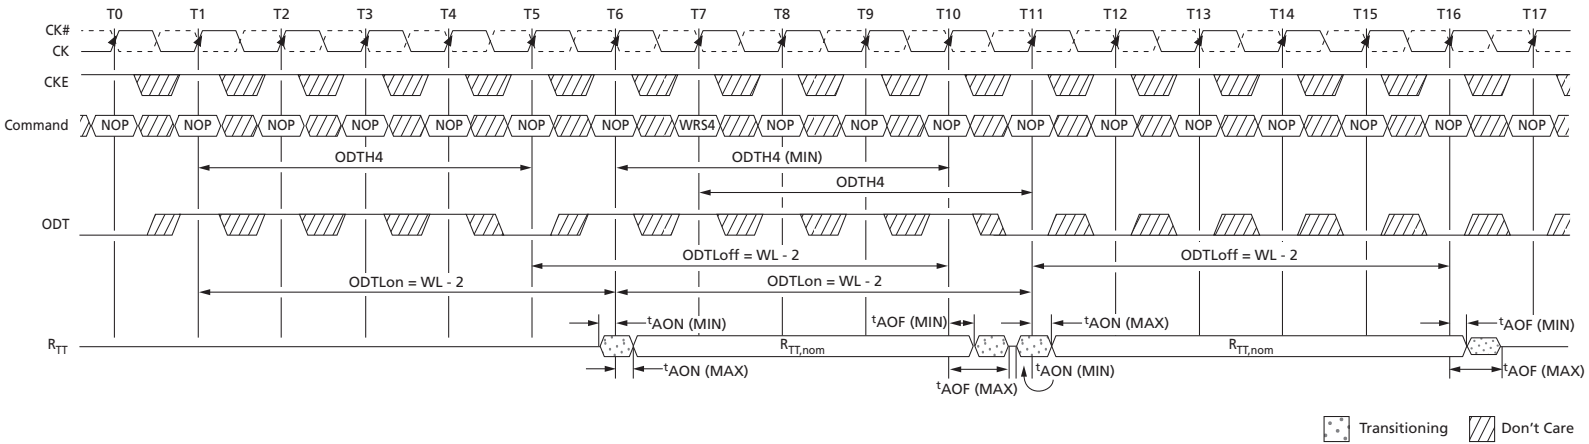 T0 T1 T2 T3 T4 T5 T6 T7 T8 T9 T10 T11 T12 T13 T14 T15 T16 T17
CK#
CK
CKE
Command NOP NOP NOP NOP NOP NOP NOP WRS4 NOP NOP NOP NOP NOP NOP NOP NOP NOP NOP
ODTH4 ODTH4 (MIN)
ODTH4
ODT
ODTLoff = WL - 2 ODTLoff = WL - 2
ODTLon = WL - 2 ODTLon = WL - 2
tAON (MIN) tAOF (MIN) tAON (MAX) tAOF (MIN)
RTT RTT,nom RTT,nom
tAON (MAX) tAON (MIN) tAOF (MAX)
tAOF (MAX)
Transitioning Don't Care